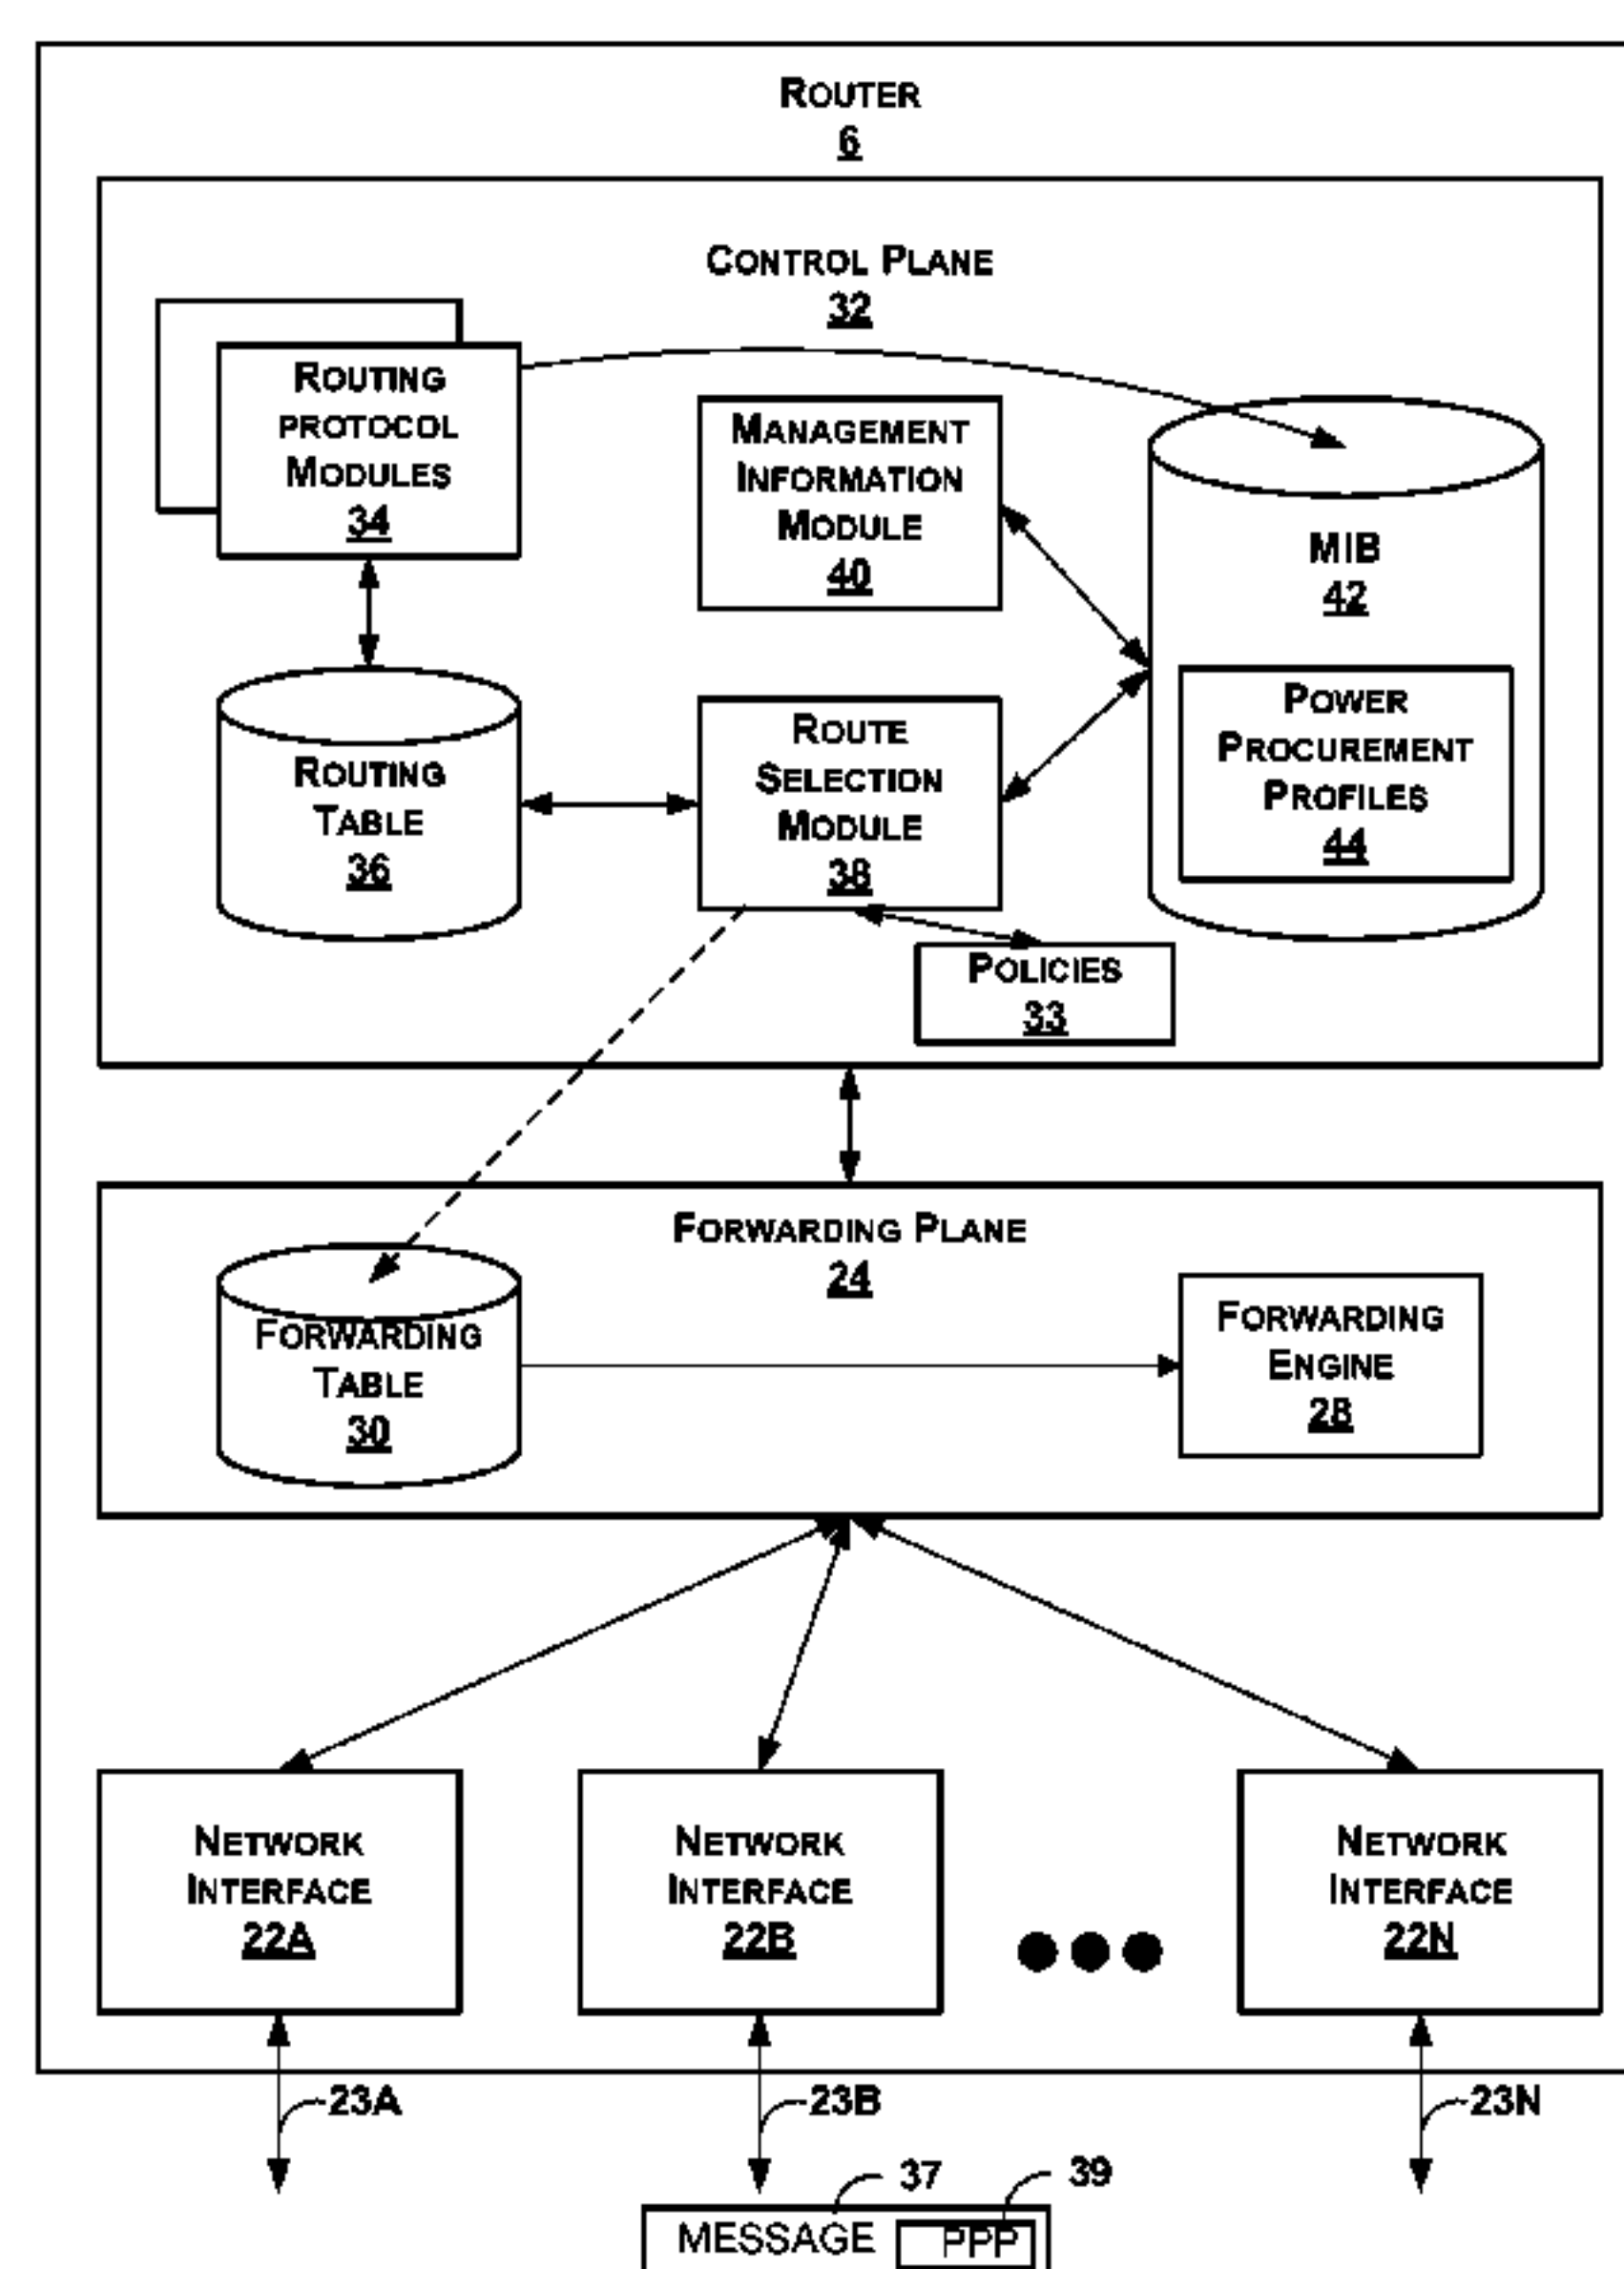 ROUTER
6
CONTROL PLANE
32
ROUTING
PROTOCOL
MODULES
34
MANAGEMENT
INFORMATION
MODULE
40
MIB
42
POWER
PROCUREMENT
PROFILES
44
ROUTING
TABLE
36
ROUTE
SELECTION
MODULE
38
POLICIES
33
FORWARDING PLANE
24
FORWARDING
TABLE
30
FORWARDING
ENGINE
28
NETWORK
INTERFACE
22A
NETWORK
INTERFACE
22B
NETWORK
INTERFACE
22N
23A
23B
23N
37
39
MESSAGE
PPP